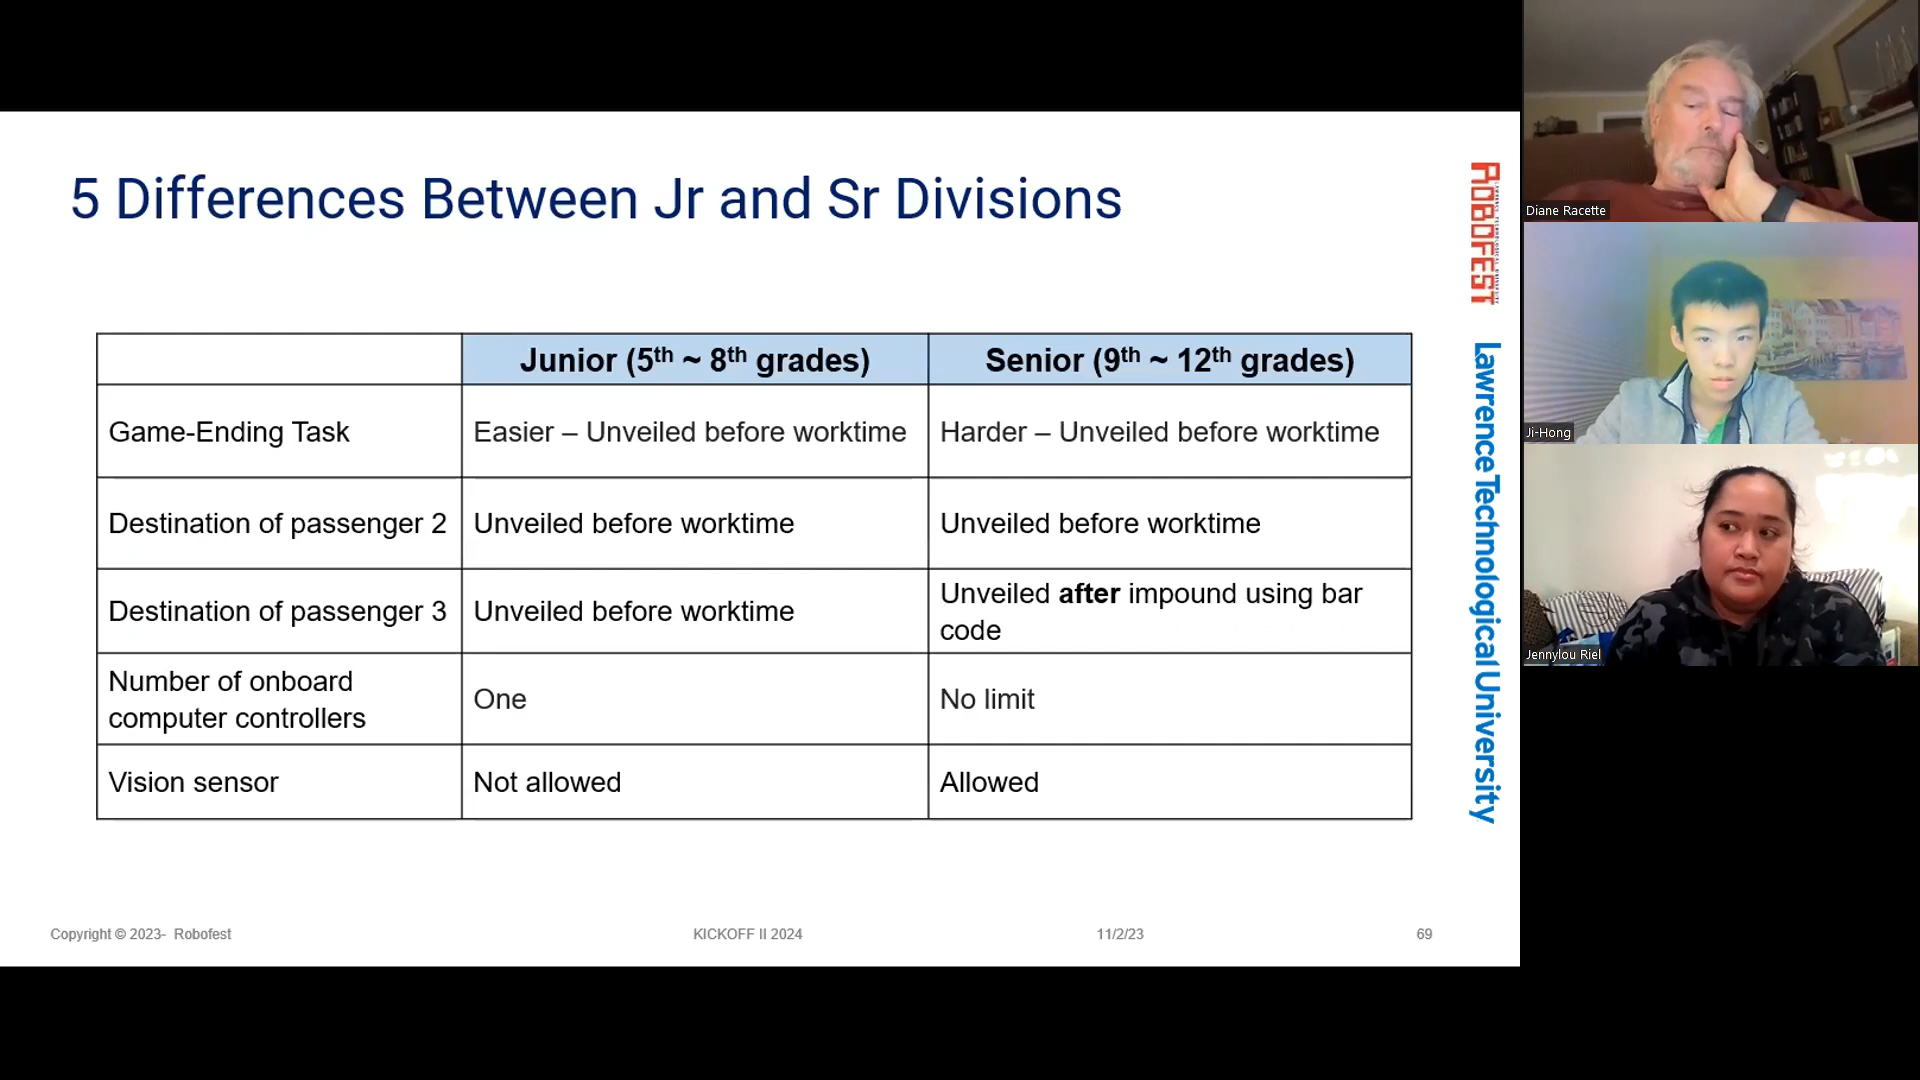 5 Differences Between Jr and Sr Divisions
Junior (5th ~ 8th grades)
Senior (9th ~ 12th grades)
Game-Ending Task
Easier – Unveiled before worktime
Harder – Unveiled before worktime
Destination of passenger 2
Unveiled before worktime
Unveiled before worktime
Destination of passenger 3
Unveiled before worktime
Unveiled after impound using bar
code
Number of onboard
computer controllers
One
No limit
Vision sensor
Not allowed
Allowed
Copyright © 2023- Robofest
KICKOFF II 2024
11/2/23
69
ROBOFEST
LAWRENCE TECHNOLOGICAL UNIVERSITY
Lawrence Technological University
Diane Racette
Ji-Hong
Jennylou Riel